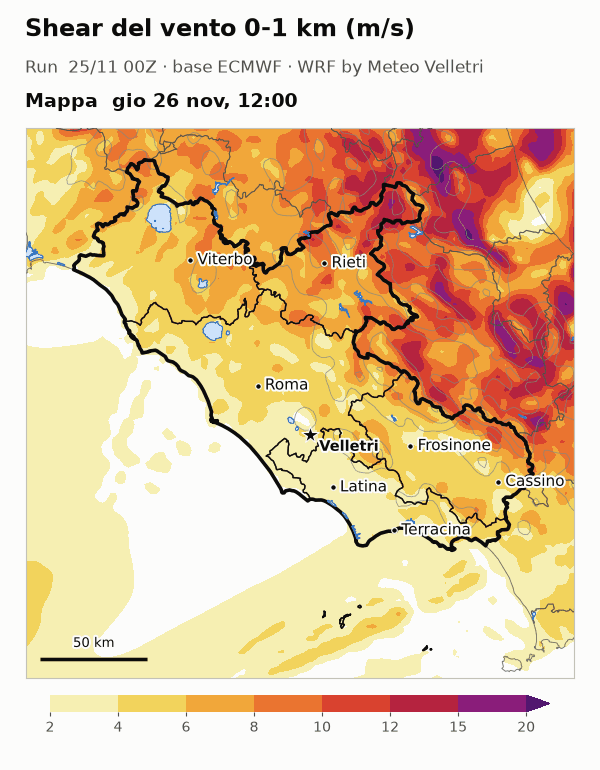 Shear del vento 0-1 km (m/s)
Run  25/11 00Z · base ECMWF · WRF by Meteo Velletri
Mappa  gio 26 nov, 12:00
Viterbo
Rieti
Roma
Velletri
Frosinone
Cassino
Latina
Terracina
50 km
2 4 6 8 10 12 15 20